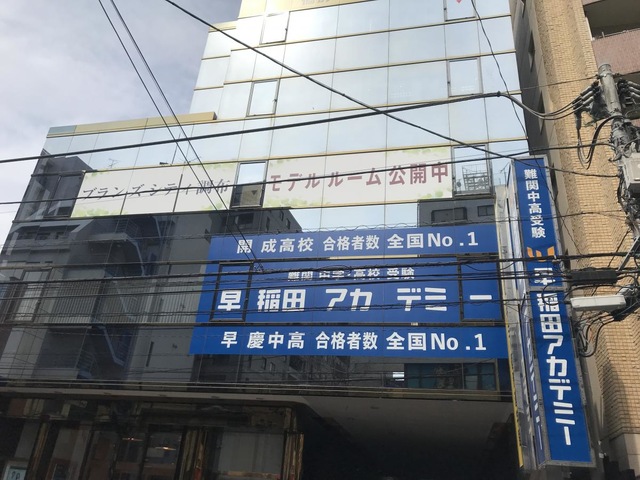 ブランズシティ調布
モデルルーム公開中
開成高校 合格者数 全国No.1
難関中学・高校受験
早稲田アカデミー
早慶中高 合格者数 全国No.1
難関中高受験
早稲田アカデミー